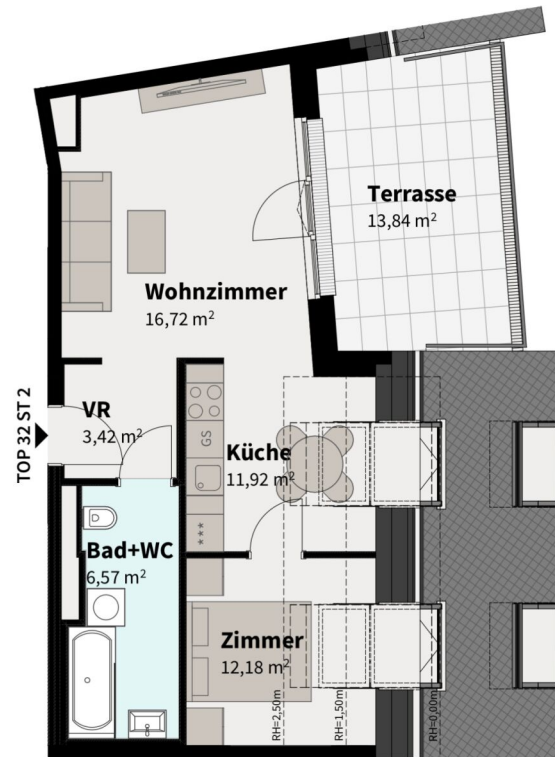 Terrasse
13,84 m²
Wohnzimmer
16,72 m²
TOP 32 ST 2
VR
3,42 m²
GS
Küche
11,92 m²
***
Bad+WC
6,57 m²
Zimmer
12,18 m²
RH=2,50m
RH=1,50m
RH=0,00m